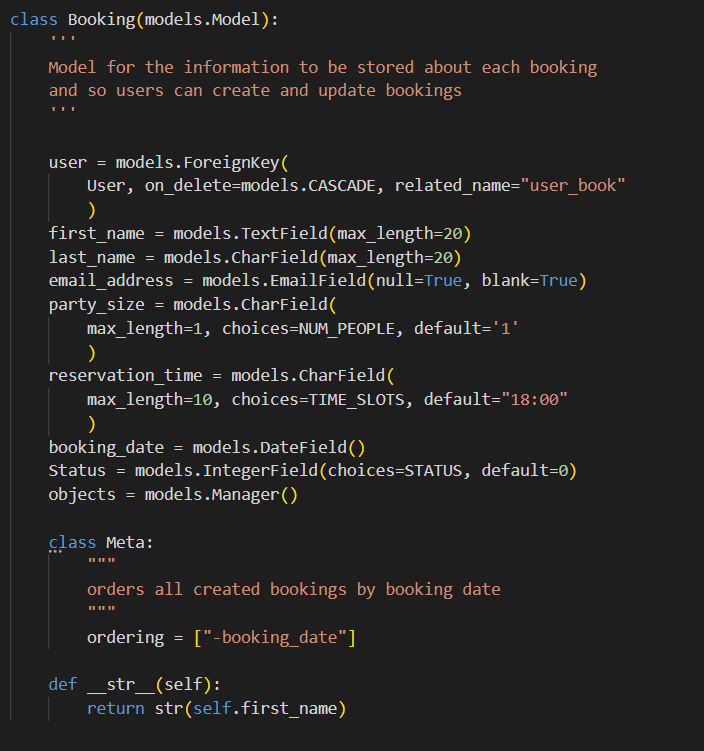 class Booking(models.Model):
    '''
    Model for the information to be stored about each booking
    and so users can create and update bookings
    '''
    user = models.ForeignKey(
        User, on_delete=models.CASCADE, related_name="user_book"
        )
    first_name = models.TextField(max_length=20)
    last_name = models.CharField(max_length=20)
    email_address = models.EmailField(null=True, blank=True)
    party_size = models.CharField(
        max_length=1, choices=NUM_PEOPLE, default='1'
        )
    reservation_time = models.CharField(
        max_length=10, choices=TIME_SLOTS, default="18:00"
        )
    booking_date = models.DateField()
    Status = models.IntegerField(choices=STATUS, default=0)
    objects = models.Manager()
    class Meta:
        """
        orders all created bookings by booking date
        """
        ordering = ["-booking_date"]
    def __str__(self):
        return str(self.first_name)